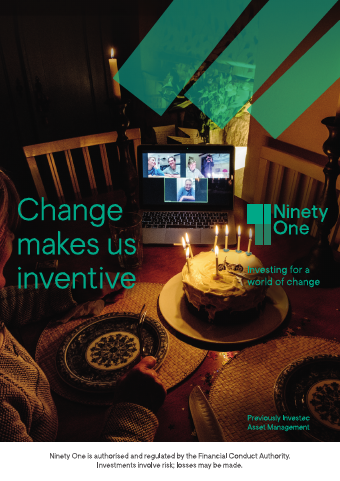 Change
makes us
inventive
Ninety
One
Investing for a
world of change
Previously Investec
Asset Management
Ninety One is authorised and regulated by the Financial Conduct Authority.
Investments involve risk; losses may be made.